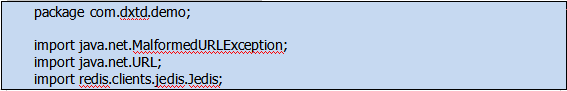 package com.dxtd.demo;
import java.net.MalformedURLException;
import java.net.URL;
import redis.clients.jedis.Jedis;